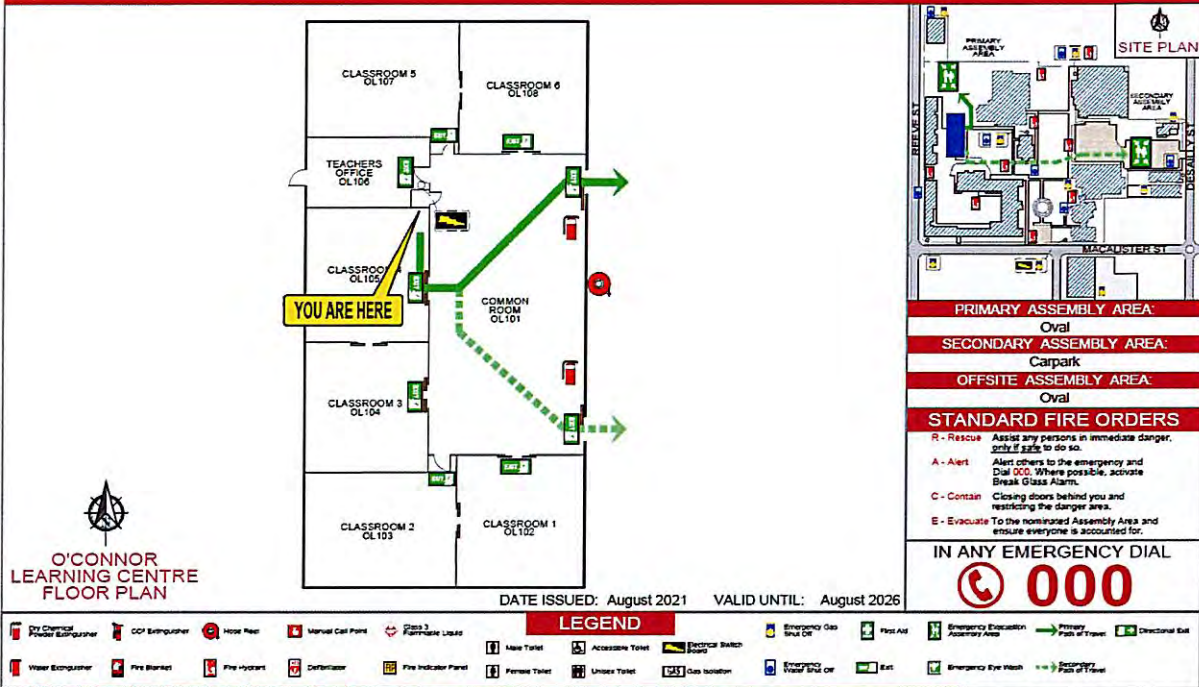 CLASSROOM 5
OL107
CLASSROOM 6
OL108
TEACHERS
OFFICE
OL106
CLASSROOM 4
OL105
YOU ARE HERE
COMMON
ROOM
OL101
CLASSROOM 3
OL104
CLASSROOM 2
OL103
CLASSROOM 1
OL102
EXIT
EXIT
EXIT
EXIT
EXIT
EXIT
EXIT
EXIT
EXIT
O'CONNOR
LEARNING CENTRE
FLOOR PLAN
DATE ISSUED: August 2021 VALID UNTIL: August 2026
SITE PLAN
PRIMARY
ASSEMBLY
AREA
SECONDARY
ASSEMBLY
AREA
REEVE ST
DESAILLY ST
MACALISTER ST
PRIMARY ASSEMBLY AREA:
Oval
SECONDARY ASSEMBLY AREA:
Carpark
OFFSITE ASSEMBLY AREA:
Oval
STANDARD FIRE ORDERS
R - Rescue Assist any persons in immediate danger,
only if safe to do so.
A - Alert Alert others to the emergency and
Dial 000. Where possible, activate
Break Glass Alarm.
C - Contain Closing doors behind you and
restricting the danger area.
E - Evacuate To the nominated Assembly Area and
ensure everyone is accounted for.
IN ANY EMERGENCY DIAL
000
LEGEND
Dry Chemical
Powder Extinguisher
CO² Extinguisher
Hose Reel
Manual Call Point
Class 3
Flammable Liquid
Male Toilet
Accessible Toilet
Electrical Switch
Board
Emergency Gas
Shut Off
First Aid
Emergency Evacuation
Assembly Area
Primary
Path of Travel
Directional Exit
Water Extinguisher
Fire Blanket
Fire Hydrant
Defibrillator
Fire Indicator Panel
Female Toilet
Unisex Toilet
GAS Gas Isolation
Emergency
Water Shut Off
Exit
Emergency Eye Wash
Secondary
Path of Travel